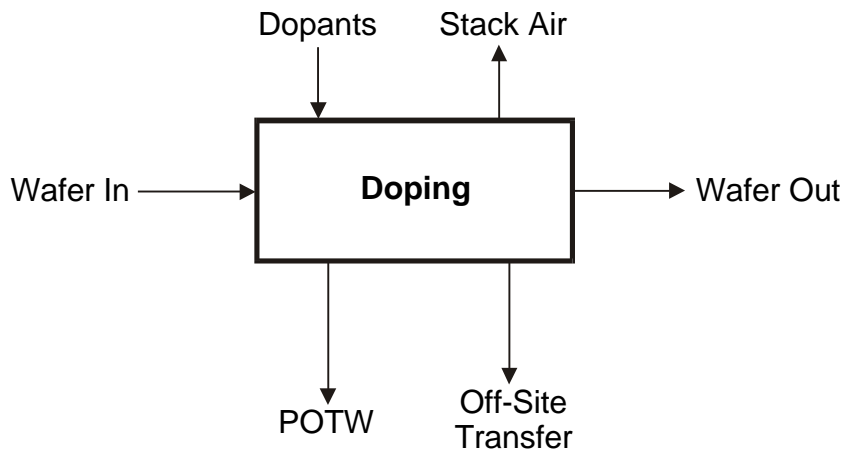 Dopants
Stack Air
Wafer In
Doping
Wafer Out
POTW
Off-Site
Transfer